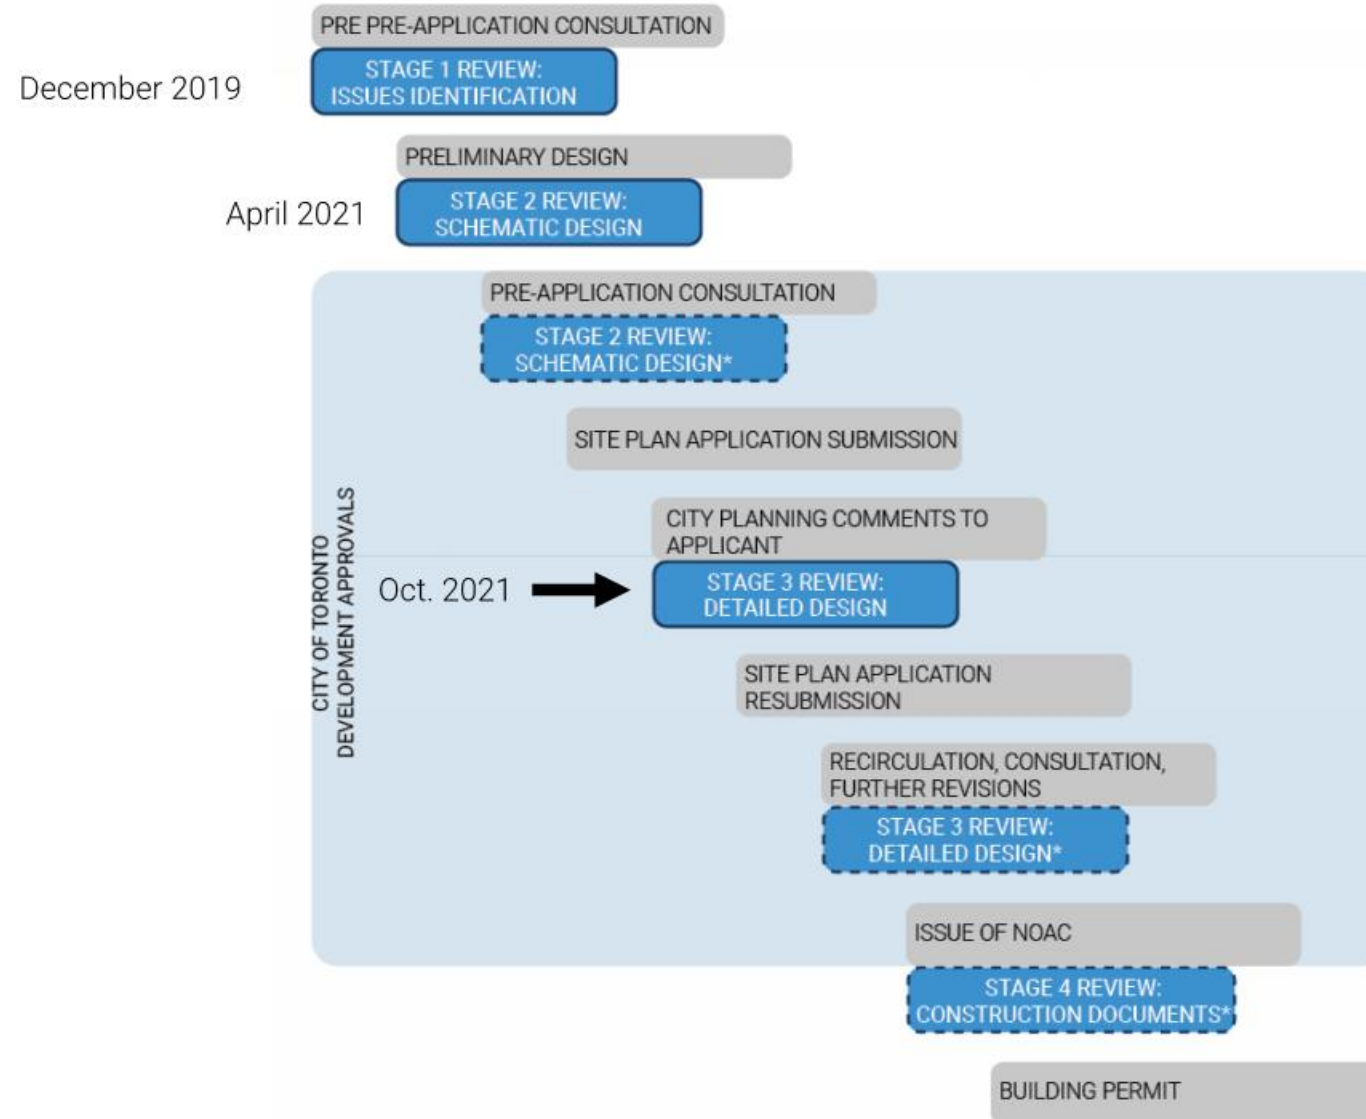 PRE PRE-APPLICATION CONSULTATION
December 2019
STAGE 1 REVIEW:
ISSUES IDENTIFICATION
PRELIMINARY DESIGN
April 2021
STAGE 2 REVIEW:
SCHEMATIC DESIGN
PRE-APPLICATION CONSULTATION
STAGE 2 REVIEW:
SCHEMATIC DESIGN*
SITE PLAN APPLICATION SUBMISSION
CITY OF TORONTO
DEVELOPMENT APPROVALS
CITY PLANNING COMMENTS TO
APPLICANT
Oct. 2021
STAGE 3 REVIEW:
DETAILED DESIGN
SITE PLAN APPLICATION
RESUBMISSION
RECIRCULATION, CONSULTATION,
FURTHER REVISIONS
STAGE 3 REVIEW:
DETAILED DESIGN*
ISSUE OF NOAC
STAGE 4 REVIEW:
CONSTRUCTION DOCUMENTS*
BUILDING PERMIT